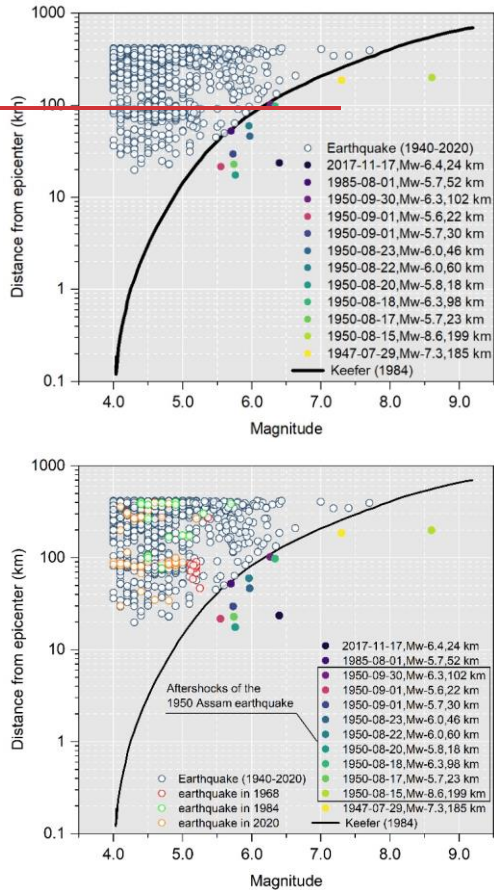 1000
100
10
1
0.1
Distance from epicenter (km)
Earthquake (1940-2020)
2017-11-17,Mw-6.4,24 km
1985-08-01,Mw-5.7,52 km
1950-09-30,Mw-6.3,102 km
1950-09-01,Mw-5.6,22 km
1950-09-01,Mw-5.7,30 km
1950-08-23,Mw-6.0,46 km
1950-08-22,Mw-6.0,60 km
1950-08-20,Mw-5.8,18 km
1950-08-18,Mw-6.3,98 km
1950-08-17,Mw-5.7,23 km
1950-08-15,Mw-8.6,199 km
1947-07-29,Mw-7.3,185 km
Keefer (1984)
4.0 5.0 6.0 7.0 8.0 9.0
Magnitude
1000
100
10
1
0.1
Distance from epicenter (km)
2017-11-17,Mw-6.4,24 km
1985-08-01,Mw-5.7,52 km
1950-09-30,Mw-6.3,102 km
1950-09-01,Mw-5.6,22 km
1950-09-01,Mw-5.7,30 km
1950-08-23,Mw-6.0,46 km
1950-08-22,Mw-6.0,60 km
1950-08-20,Mw-5.8,18 km
1950-08-18,Mw-6.3,98 km
1950-08-17,Mw-5.7,23 km
1950-08-15,Mw-8.6,199 km
1947-07-29,Mw-7.3,185 km
Keefer (1984)
Aftershocks of the
1950 Assam earthquake
Earthquake (1940-2020)
earthquake in 1968
earthquake in 1984
earthquake in 2020
4.0 5.0 6.0 7.0 8.0 9.0
Magnitude